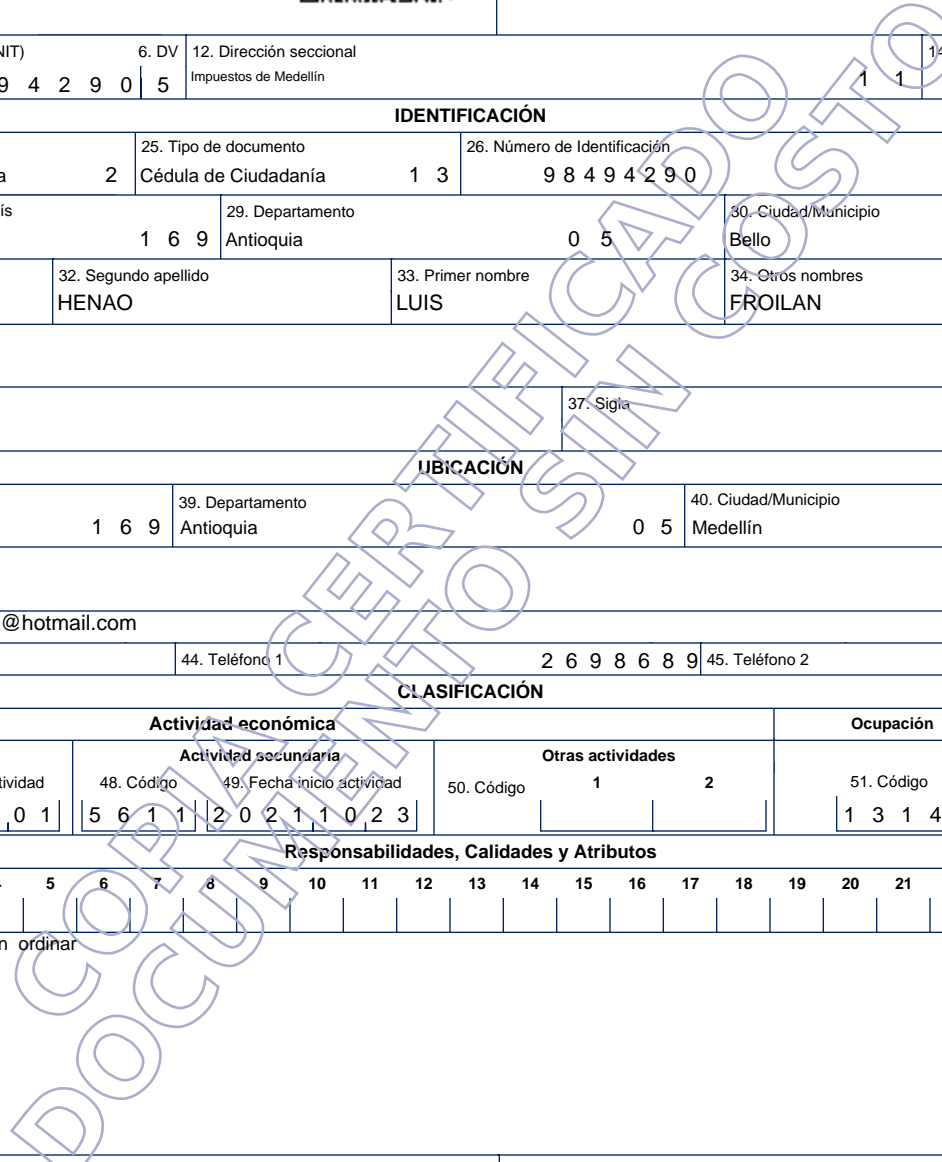 NIT) 6. DV 12. Dirección seccional 14
9 4 2 9 0 5 Impuestos de Medellín 1 1
IDENTIFICACIÓN
25. Tipo de documento 26. Número de Identificación
a 2 Cédula de Ciudadanía 1 3 9 8 4 9 4 2 9 0
ís 29. Departamento 30. Ciudad/Municipio
1 6 9 Antioquia 0 5 Bello
32. Segundo apellido 33. Primer nombre 34. Otros nombres
HENAO LUIS FROILAN
37. Sigla
UBICACIÓN
39. Departamento 40. Ciudad/Municipio
1 6 9 Antioquia 0 5 Medellín
@hotmail.com
44. Teléfono 1 2 6 9 8 6 8 9 45. Teléfono 2
CLASIFICACIÓN
Actividad económica Ocupación
Actividad secundaria Otras actividades
tividad 48. Código 49. Fecha inicio actividad 50. Código 1 2 51. Código
0 1 5 6 1 1 2 0 2 1 1 0 2 3 1 3 1 4
Responsabilidades, Calidades y Atributos
5 6 7 8 9 10 11 12 13 14 15 16 17 18 19 20 21
n ordinar
COPIA CERTIFICADO
DOCUMENTO SIN COSTO